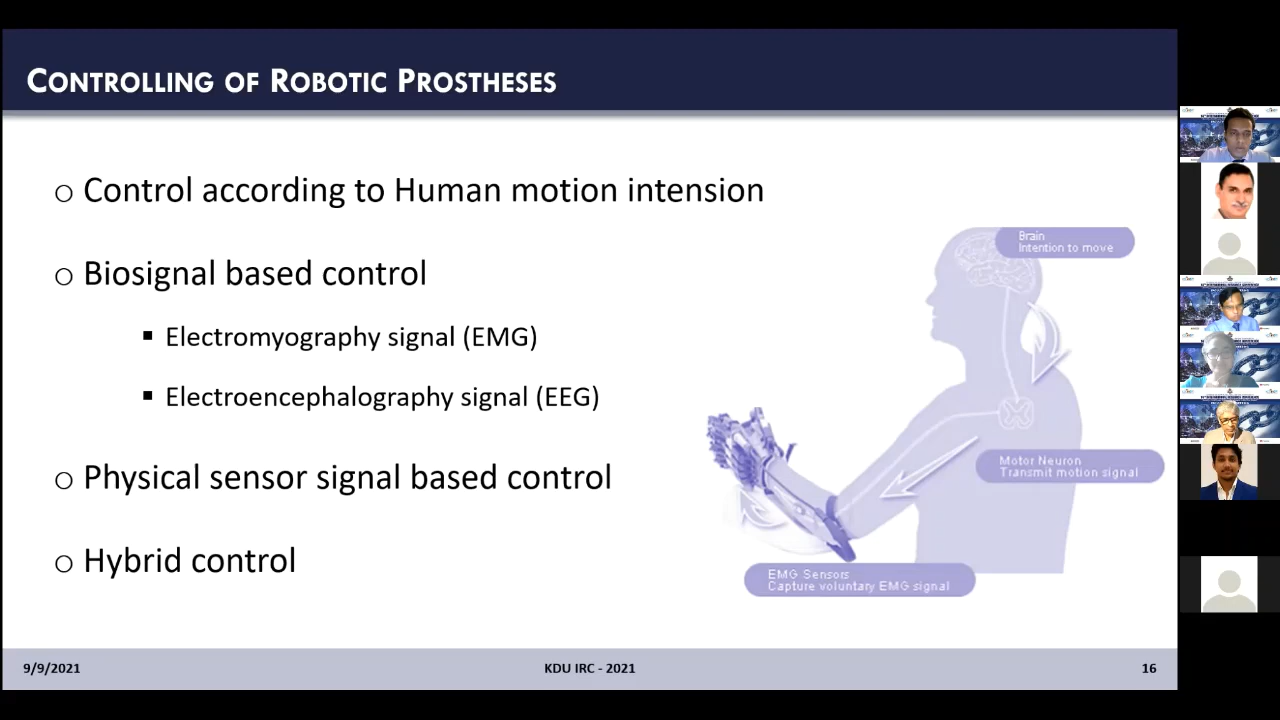 CONTROLLING OF ROBOTIC PROSTHESES
Control according to Human motion intension
Biosignal based control
Electromyography signal (EMG)
Electroencephalography signal (EEG)
Physical sensor signal based control
Hybrid control
Brain
Intention to move
Motor Neuron
Transmit motion signal
EMG Sensors
Capture voluntary EMG signal
9/9/2021
KDU IRC - 2021
16